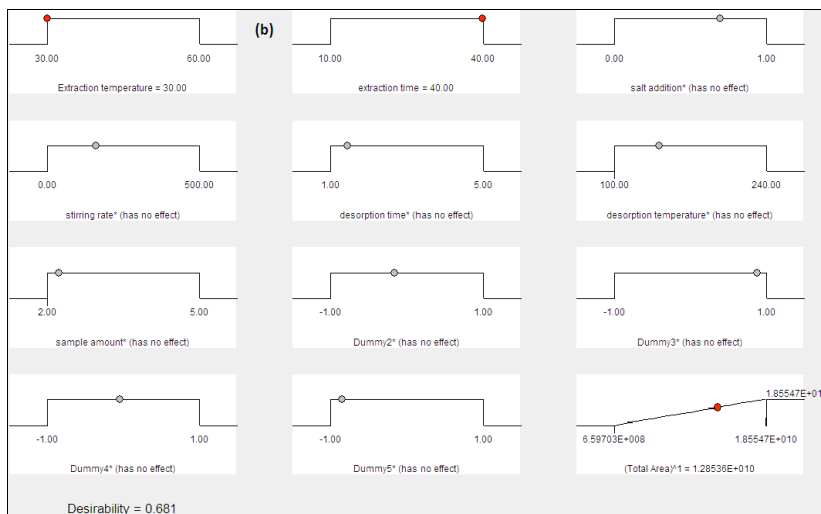 (b)
30.00 60.00
Extraction temperature = 30.00
10.00 40.00
extraction time = 40.00
0.00 1.00
salt addition* (has no effect)
0.00 500.00
stirring rate* (has no effect)
1.00 5.00
desorption time* (has no effect)
100.00 240.00
desorption temperature* (has no effect)
2.00 5.00
sample amount* (has no effect)
-1.00 1.00
Dummy2* (has no effect)
-1.00 1.00
Dummy3* (has no effect)
-1.00 1.00
Dummy4* (has no effect)
-1.00 1.00
Dummy5* (has no effect)
1.85547E+01
6.59703E+008 1.85547E+010
(Total Area)^1 = 1.28536E+010
Desirability = 0.681